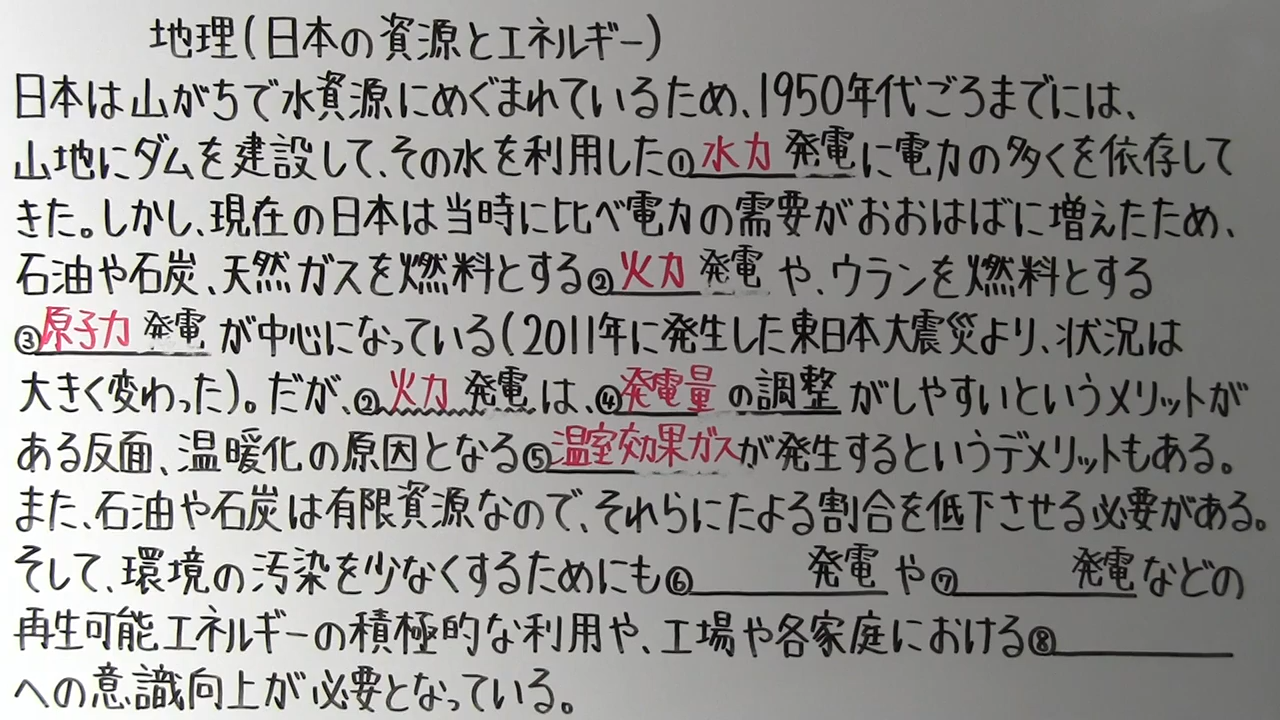 地理(日本の資源とエネルギー)
日本は山がちで水資源にめぐまれているため、1950年代ごろまでには、
山地にダムを建設して、その水を利用した①水力発電に電力の多くを依存して
きた。しかし、現在の日本は当時に比べ電力の需要がおおはばに増えたため、
石油や石炭、天然ガスを燃料とする②火力発電や、ウランを燃料とする
③原子力発電が中心になっている(2011年に発生した東日本大震災より、状況は
大きく変わった)。だが、②火力発電は、④発電量の調整がしやすいというメリットが
ある反面、温暖化の原因となる⑤温室効果ガスが発生するというデメリットもある。
また、石油や石炭は有限資源なので、それらにたよる割合を低下させる必要がある。
そして、環境の汚染を少なくするためにも⑥ 発電や⑦ 発電などの
再生可能エネルギーの積極的な利用や、工場や各家庭における⑧
への意識向上が必要となっている。